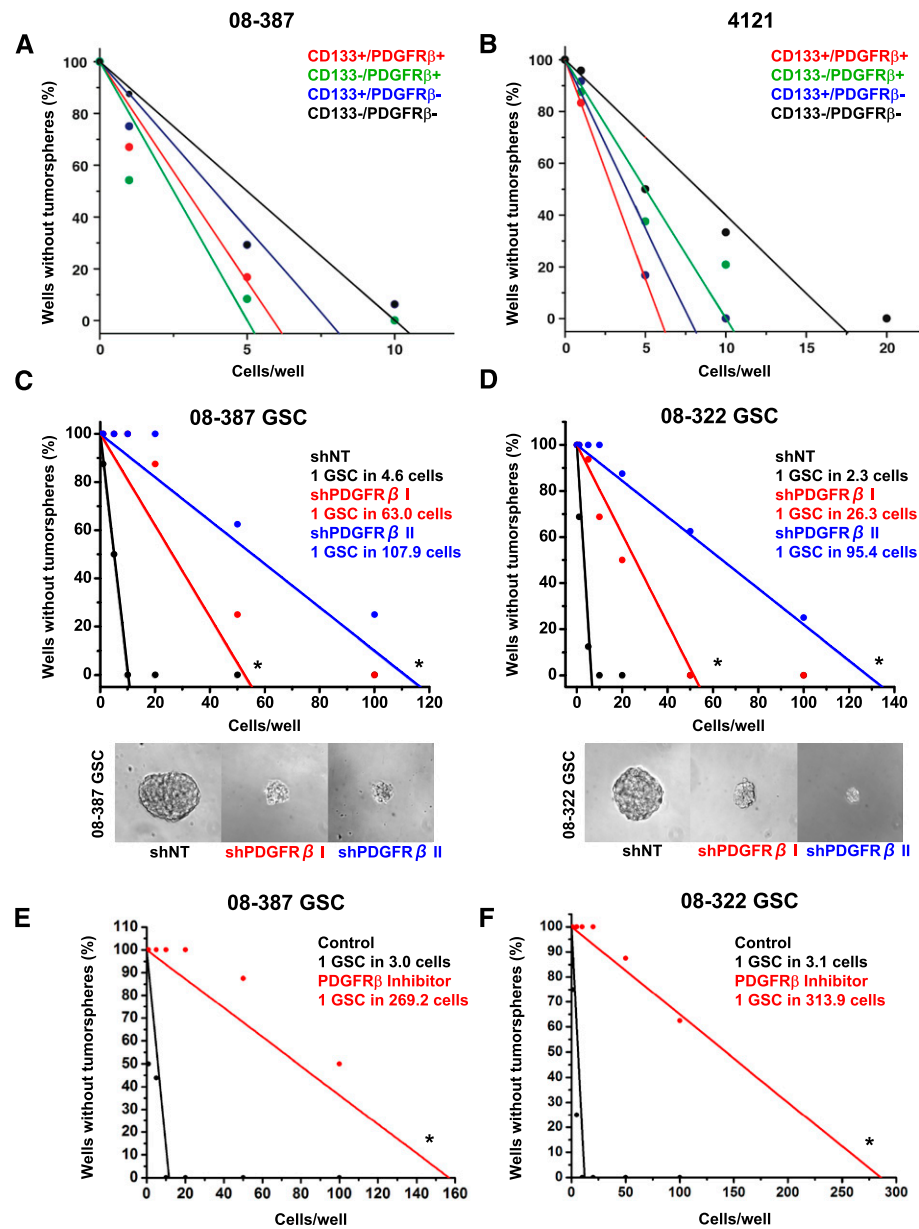 08-387
4121
A
CD133+/PDGFRβ+
CD133-/PDGFRβ+
CD133+/PDGFRβ-
CD133-/PDGFRβ-
Wells without tumorspheres (%)
100
80
60
40
20
0
0
5
10
Cells/well
B
CD133+/PDGFRβ+
CD133-/PDGFRβ+
CD133+/PDGFRβ-
CD133-/PDGFRβ-
Wells without tumorspheres (%)
100
80
60
40
20
0
0
5
10
15
20
Cells/well
C
08-387 GSC
shNT
1 GSC in 4.6 cells
shPDGFR β I
1 GSC in 63.0 cells
shPDGFR β II
1 GSC in 107.9 cells
Wells without tumorspheres (%)
100
80
60
40
20
0
*
*
0
20
40
60
80
100
120
Cells/well
D
08-322 GSC
shNT
1 GSC in 2.3 cells
shPDGFR β I
1 GSC in 26.3 cells
shPDGFR β II
1 GSC in 95.4 cells
Wells without tumorspheres (%)
100
80
60
40
20
0
*
*
0
20
40
60
80
100
120
140
Cells/well
08-387 GSC
shNT
shPDGFR β I
shPDGFR β II
08-322 GSC
shNT
shPDGFR β I
shPDGFR β II
E
08-387 GSC
Control
1 GSC in 3.0 cells
PDGFRβ Inhibitor
1 GSC in 269.2 cells
Wells without tumorspheres (%)
110
100
90
80
70
60
50
40
30
20
10
0
*
0
20
40
60
80
100
120
140
160
Cells/well
F
08-322 GSC
Control
1 GSC in 3.1 cells
PDGFRβ Inhibitor
1 GSC in 313.9 cells
Wells without tumorspheres (%)
100
90
80
70
60
50
40
30
20
10
0
*
0
50
100
150
200
250
300
Cells/well